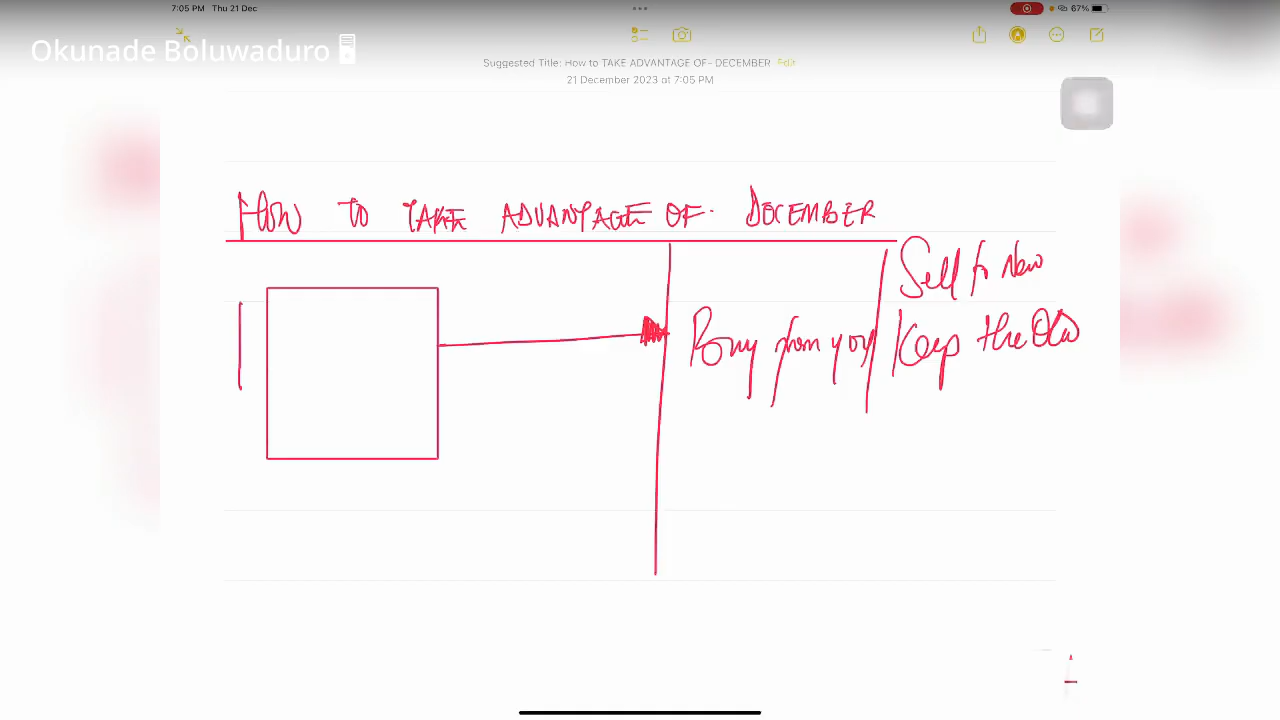 7:05 PM Thu 21 Dec
67%
Okunade Boluwaduro
Suggested Title: How to TAKE ADVANTAGE OF- DECEMBER Edit
21 December 2023 at 7:05 PM
HOW TO TAKE ADVANTAGE OF. DECEMBER
Sell to New
Buy from you
Keep the Old